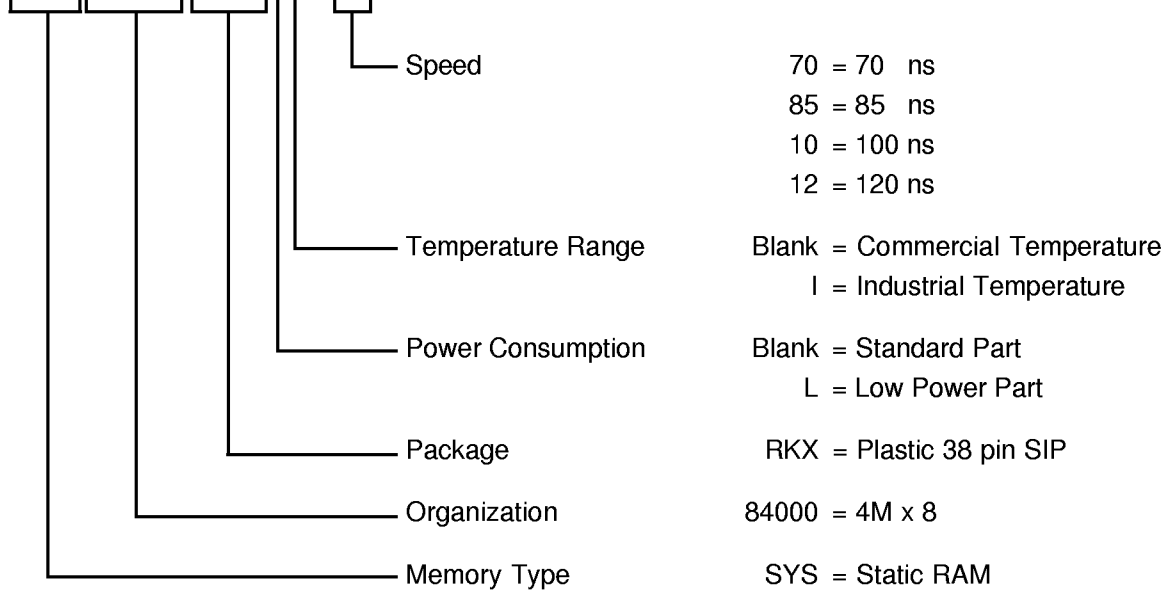 Speed 70 = 70 ns
85 = 85 ns
10 = 100 ns
12 = 120 ns
Temperature Range Blank = Commercial Temperature
I = Industrial Temperature
Power Consumption Blank = Standard Part
L = Low Power Part
Package RKX = Plastic 38 pin SIP
Organization 84000 = 4M x 8
Memory Type SYS = Static RAM